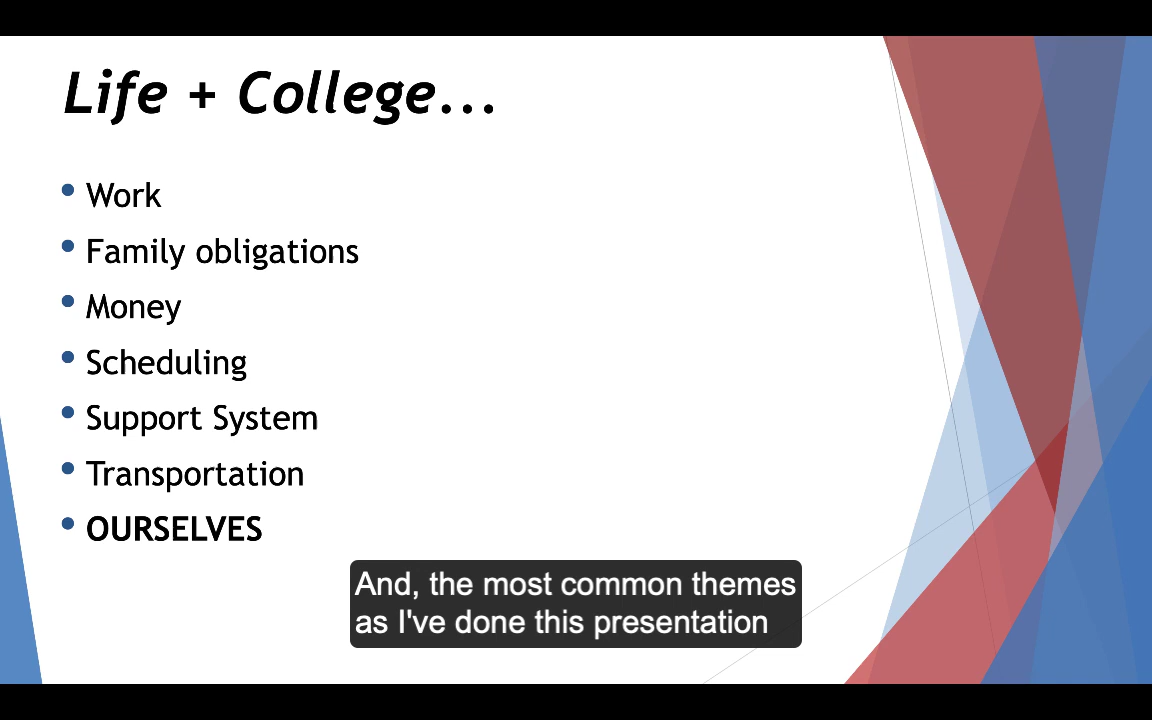 Life + College...
• Work
• Family obligations
• Money
• Scheduling
• Support System
• Transportation
• OURSELVES
And, the most common themes
as I've done this presentation